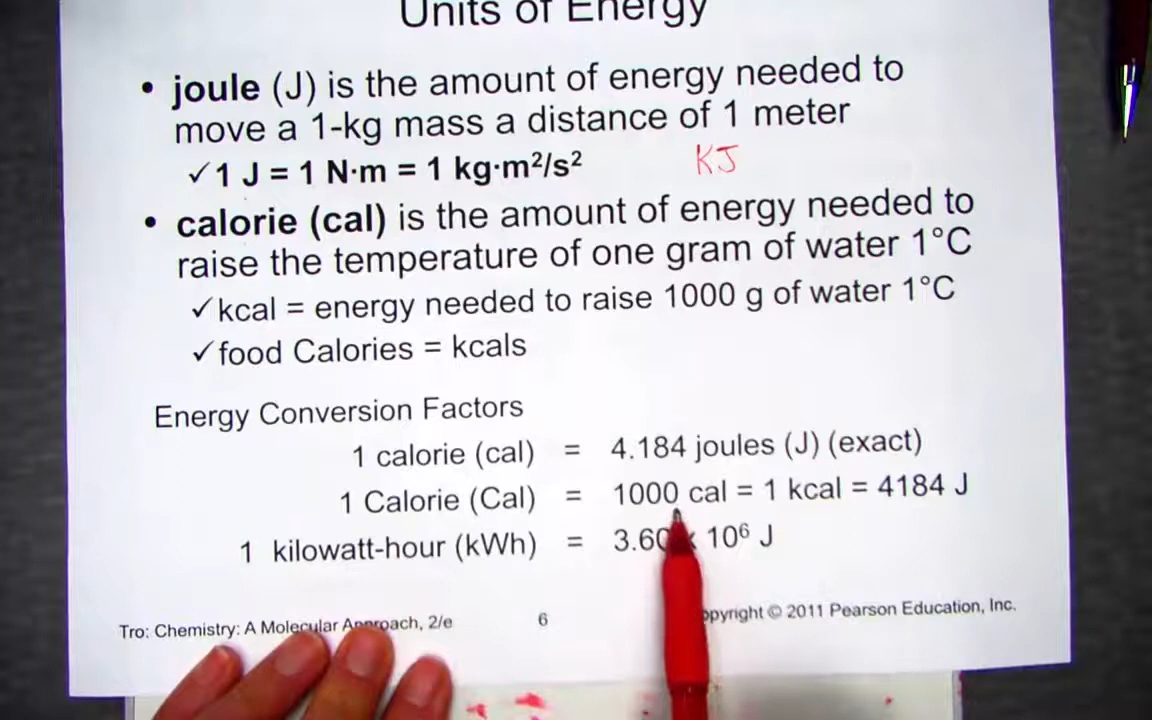 Units of Energy
• joule (J) is the amount of energy needed to
move a 1-kg mass a distance of 1 meter
✓1 J = 1 N·m = 1 kg·m²/s²
KJ
• calorie (cal) is the amount of energy needed to
raise the temperature of one gram of water 1°C
✓kcal = energy needed to raise 1000 g of water 1°C
✓food Calories = kcals
Energy Conversion Factors
1 calorie (cal) = 4.184 joules (J) (exact)
1 Calorie (Cal) = 1000 cal = 1 kcal = 4184 J
1 kilowatt-hour (kWh) = 3.60 x 10⁶ J
Tro: Chemistry: A Molecular Approach, 2/e
6
opyright © 2011 Pearson Education, Inc.